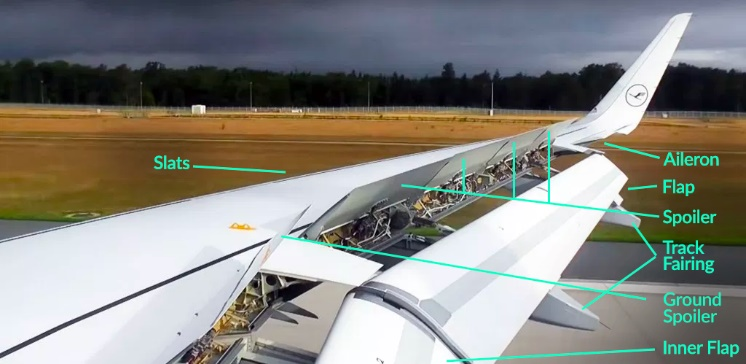 Slats
Aileron
Flap
Spoiler
Track
Fairing
Ground
Spoiler
Inner Flap